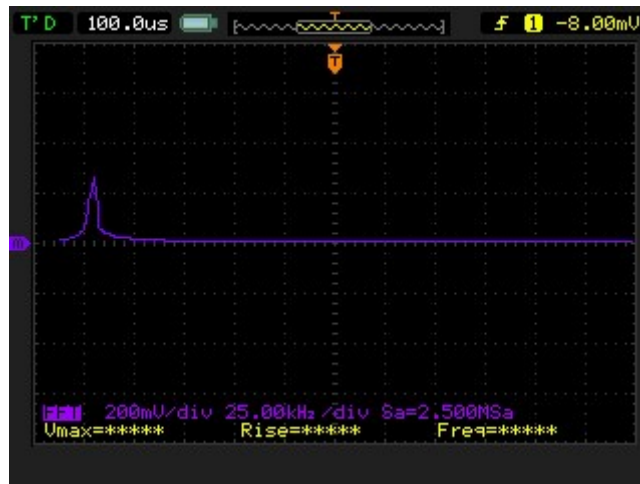 T'D 100.0us T 1 -8.00mV
T
M
FFT 200mV/div 25.00kHz/div Sa=2.500MSa
Vmax=***** Rise=***** Freq=*****